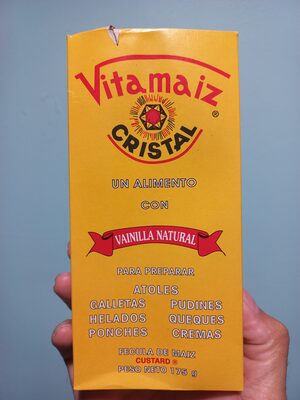 Vitamaiz
®
CRISTAL
UN ALIMENTO
CON
VAINILLA NATURAL
PARA PREPARAR
ATOLES
GALLETAS PUDINES
HELADOS QUEQUES
PONCHES CREMAS
FECULA DE MAIZ
CUSTARD ®
PESO NETO 175 g